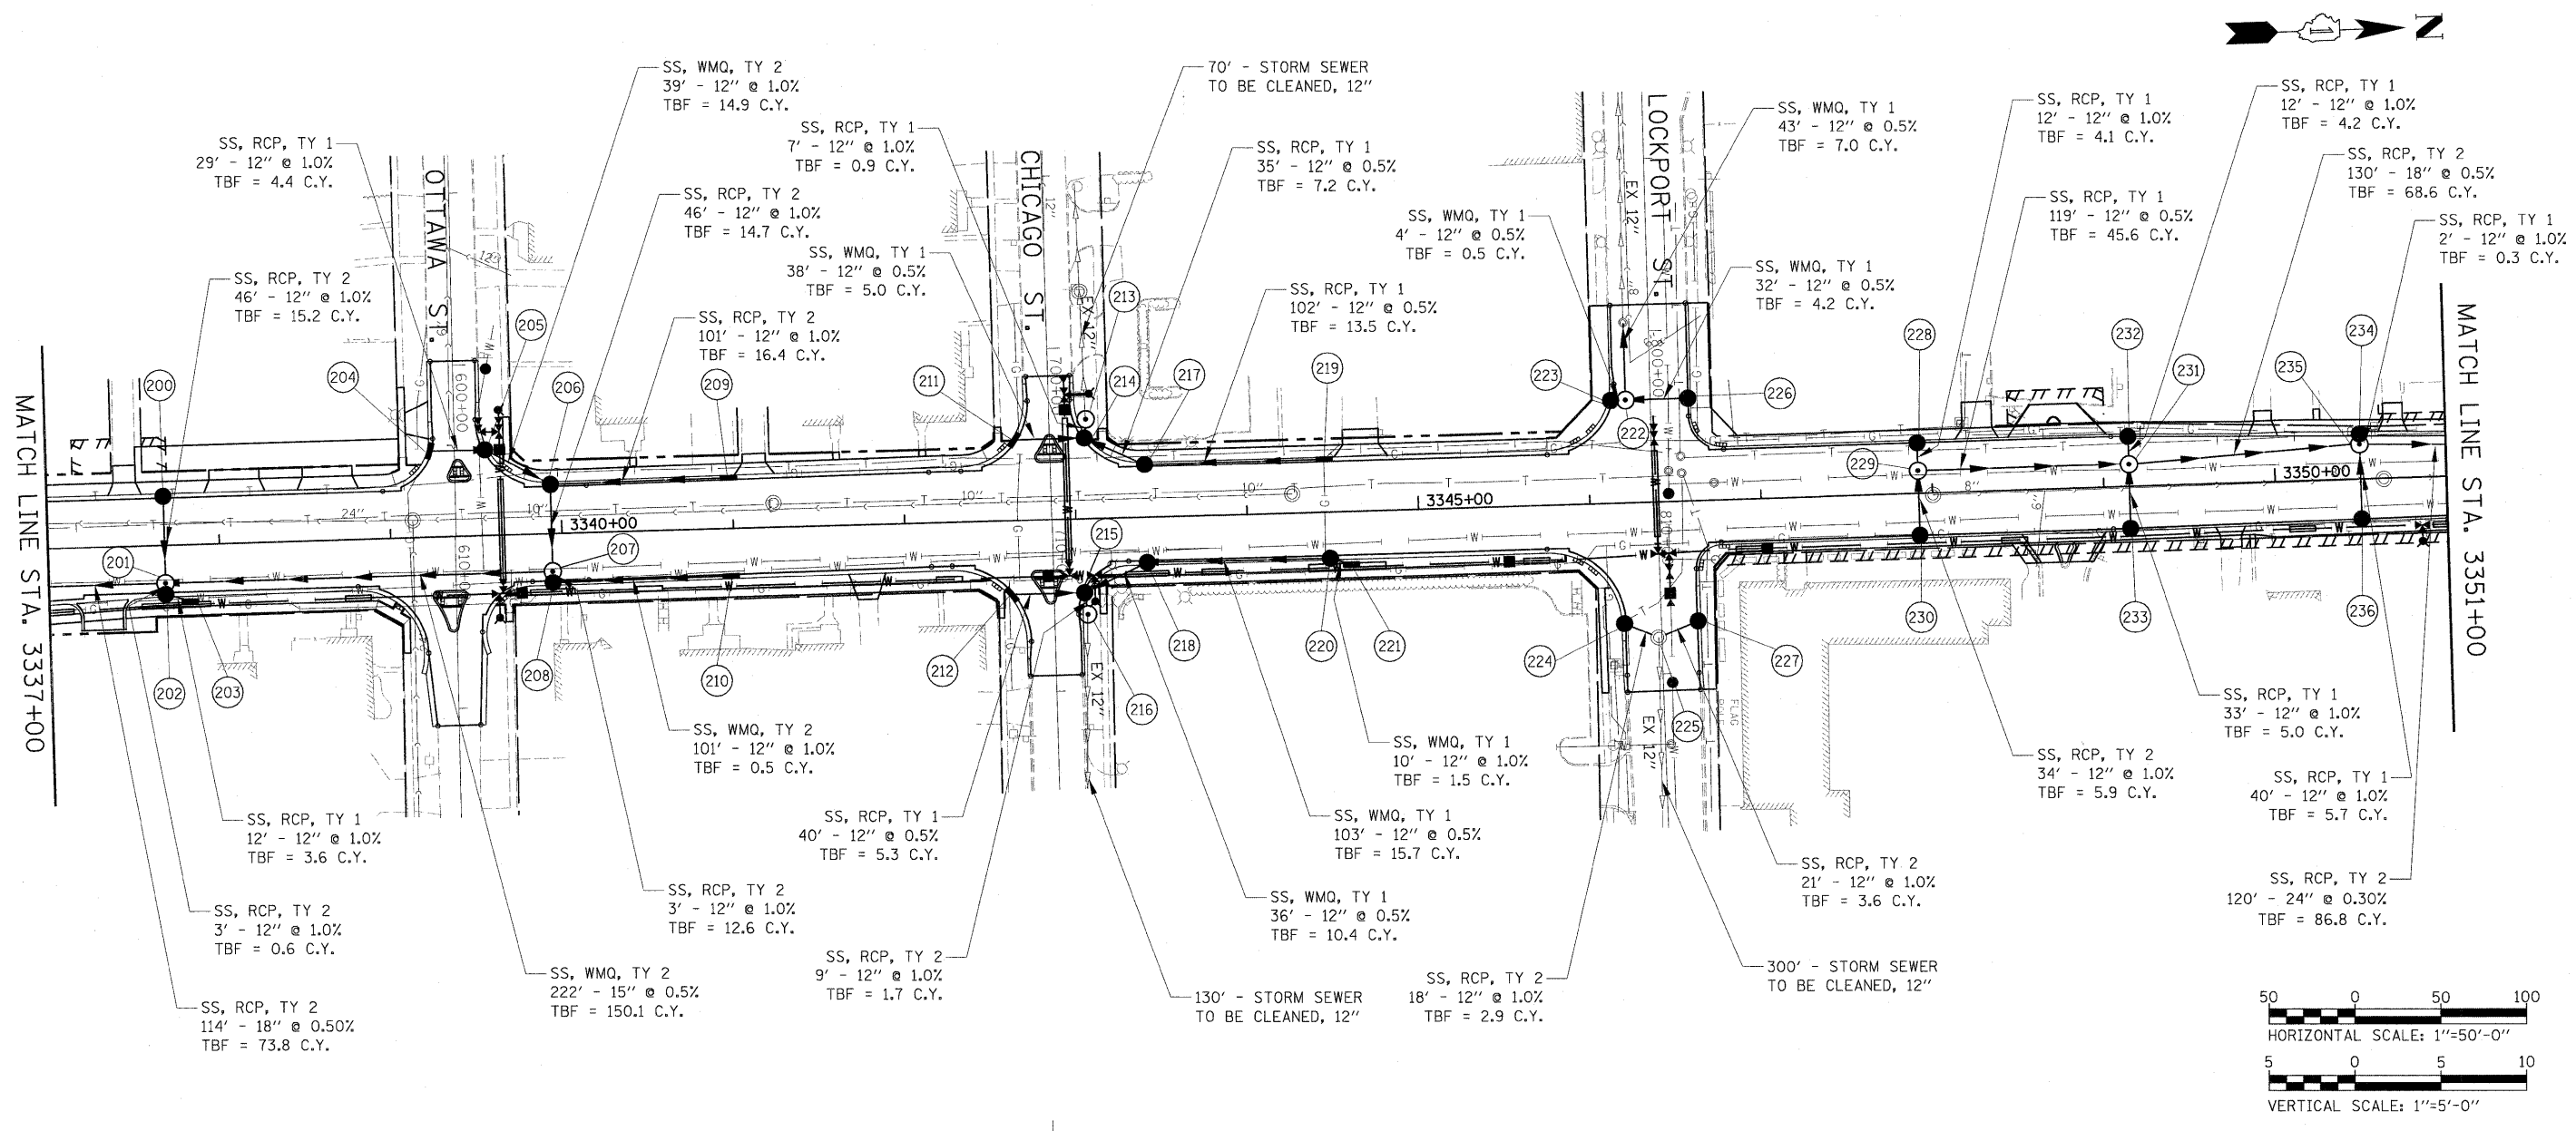 N
SS, WMQ, TY 2
39' - 12" @ 1.0%
TBF = 14.9 C.Y.
70' - STORM SEWER
TO BE CLEANED, 12"
SS, RCP, TY 1
29' - 12" @ 1.0%
TBF = 4.4 C.Y.
SS, RCP, TY 1
7' - 12" @ 1.0%
TBF = 0.9 C.Y.
SS, RCP, TY 1
35' - 12" @ 0.5%
TBF = 7.2 C.Y.
SS, WMQ, TY 1
43' - 12" @ 0.5%
TBF = 7.0 C.Y.
SS, RCP, TY 1
12' - 12" @ 1.0%
TBF = 4.1 C.Y.
SS, RCP, TY 1
12' - 12" @ 1.0%
TBF = 4.2 C.Y.
SS, RCP, TY 2
130' - 18" @ 0.5%
TBF = 68.6 C.Y.
SS, RCP, TY 2
46' - 12" @ 1.0%
TBF = 14.7 C.Y.
SS, WMQ, TY 1
38' - 12" @ 0.5%
TBF = 5.0 C.Y.
SS, WMQ, TY 1
4' - 12" @ 0.5%
TBF = 0.5 C.Y.
SS, RCP, TY 1
119' - 12" @ 0.5%
TBF = 45.6 C.Y.
SS, RCP, TY 1
2' - 12" @ 1.0%
TBF = 0.3 C.Y.
SS, RCP, TY 2
46' - 12" @ 1.0%
TBF = 15.2 C.Y.
SS, RCP, TY 2
101' - 12" @ 1.0%
TBF = 16.4 C.Y.
SS, RCP, TY 1
102' - 12" @ 0.5%
TBF = 13.5 C.Y.
SS, WMQ, TY 1
32' - 12" @ 0.5%
TBF = 4.2 C.Y.
OTTAWA ST.
CHICAGO ST.
LOCKPORT ST.
EX 12"
EX 12"
12"
12"
8"
600+00
700+00
800+00
MATCH LINE STA. 3337+00
MATCH LINE STA. 3351+00
200
204
205
206
209
211
213
214
217
219
223
222
226
228
229
232
231
235
234
24"
10"
3340+00
10"
10"
3345+00
8"
3350+00
6"
610+00
201
207
215
202
203
208
210
212
216
218
220
221
224
225
227
230
233
236
EX 12"
EX 12"
FLAG
POLE
SS, RCP, TY 1
12' - 12" @ 1.0%
TBF = 3.6 C.Y.
SS, RCP, TY 2
3' - 12" @ 1.0%
TBF = 0.6 C.Y.
SS, RCP, TY 2
114' - 18" @ 0.50%
TBF = 73.8 C.Y.
SS, WMQ, TY 2
222' - 15" @ 0.5%
TBF = 150.1 C.Y.
SS, WMQ, TY 2
101' - 12" @ 1.0%
TBF = 0.5 C.Y.
SS, RCP, TY 2
3' - 12" @ 1.0%
TBF = 12.6 C.Y.
SS, RCP, TY 1
40' - 12" @ 0.5%
TBF = 5.3 C.Y.
SS, RCP, TY 2
9' - 12" @ 1.0%
TBF = 1.7 C.Y.
130' - STORM SEWER
TO BE CLEANED, 12"
SS, WMQ, TY 1
36' - 12" @ 0.5%
TBF = 10.4 C.Y.
SS, WMQ, TY 1
103' - 12" @ 0.5%
TBF = 15.7 C.Y.
SS, WMQ, TY 1
10' - 12" @ 1.0%
TBF = 1.5 C.Y.
SS, RCP, TY 2
18' - 12" @ 1.0%
TBF = 2.9 C.Y.
300' - STORM SEWER
TO BE CLEANED, 12"
SS, RCP, TY 2
21' - 12" @ 1.0%
TBF = 3.6 C.Y.
SS, RCP, TY 2
34' - 12" @ 1.0%
TBF = 5.9 C.Y.
SS, RCP, TY 1
33' - 12" @ 1.0%
TBF = 5.0 C.Y.
SS, RCP, TY 1
40' - 12" @ 1.0%
TBF = 5.7 C.Y.
SS, RCP, TY 2
120' - 24" @ 0.30%
TBF = 86.8 C.Y.
50 0 50 100
HORIZONTAL SCALE: 1"=50'-0"
5 0 5 10
VERTICAL SCALE: 1"=5'-0"